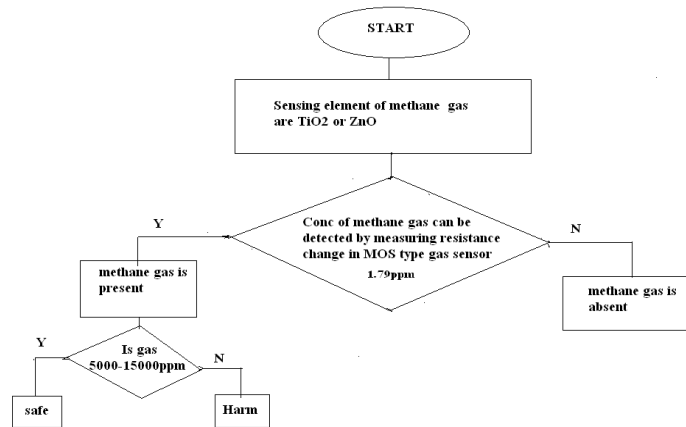 START
Sensing element of methane gas
are TiO2 or ZnO
Y
N
Conc of methane gas can be
detected by measuring resistance
change in MOS type gas sensor
1.79ppm
methane gas is
present
methane gas is
absent
Y
Is gas
5000-15000ppm
N
safe
Harm